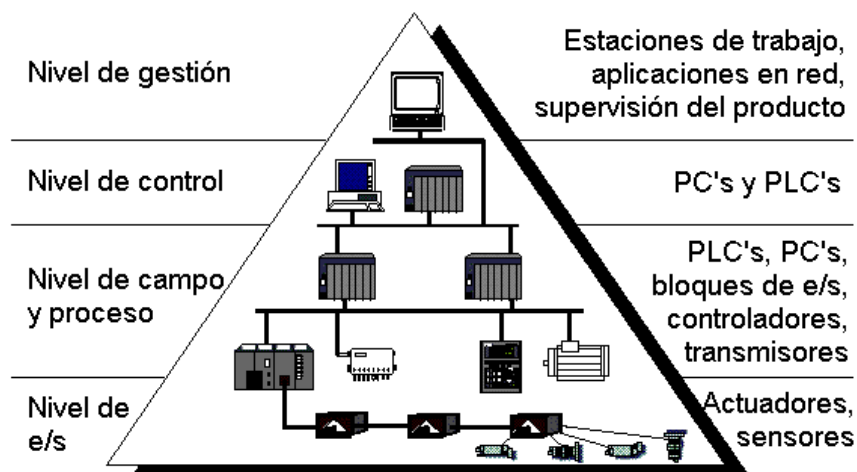 Nivel de gestión
Estaciones de trabajo,
aplicaciones en red,
supervisión del producto
Nivel de control
PC's y PLC's
Nivel de campo
y proceso
PLC's, PC's,
bloques de e/s,
controladores,
transmisores
Nivel de
e/s
Actuadores,
sensores